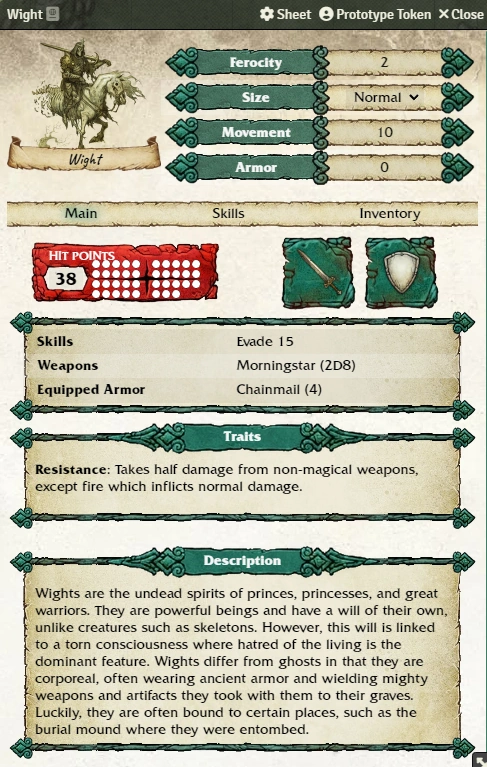 Wight Sheet Prototype Token Close
Ferocity 2
Size Normal
Movement 10
Armor 0
Wight
Main Skills Inventory
HIT POINTS
38
Skills Evade 15
Weapons Morningstar (2D8)
Equipped Armor Chainmail (4)
Traits
Resistance: Takes half damage from non-magical weapons,
except fire which inflicts normal damage.
Description
Wights are the undead spirits of princes, princesses, and great
warriors. They are powerful beings and have a will of their own,
unlike creatures such as skeletons. However, this will is linked
to a torn consciousness where hatred of the living is the
dominant feature. Wights differ from ghosts in that they are
corporeal, often wearing ancient armor and wielding mighty
weapons and artifacts they took with them to their graves.
Luckily, they are often bound to certain places, such as the
burial mound where they were entombed.